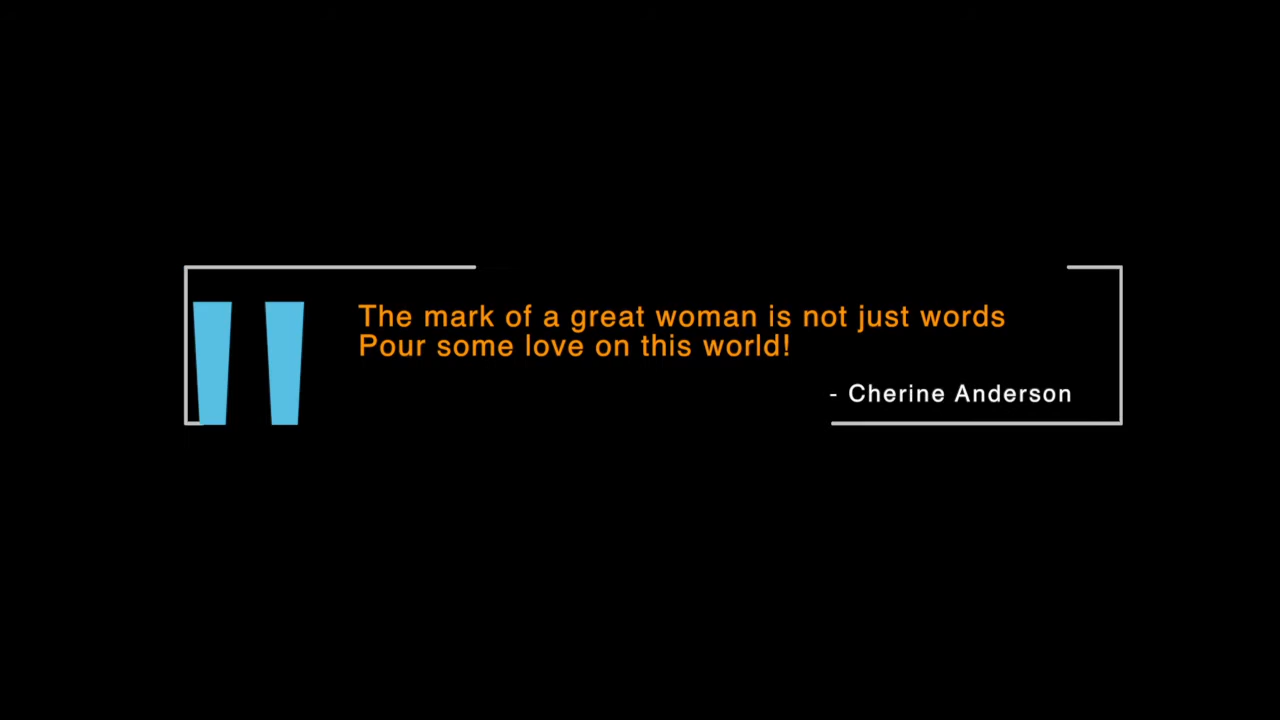 "
The mark of a great woman is not just words
Pour some love on this world!
- Cherine Anderson